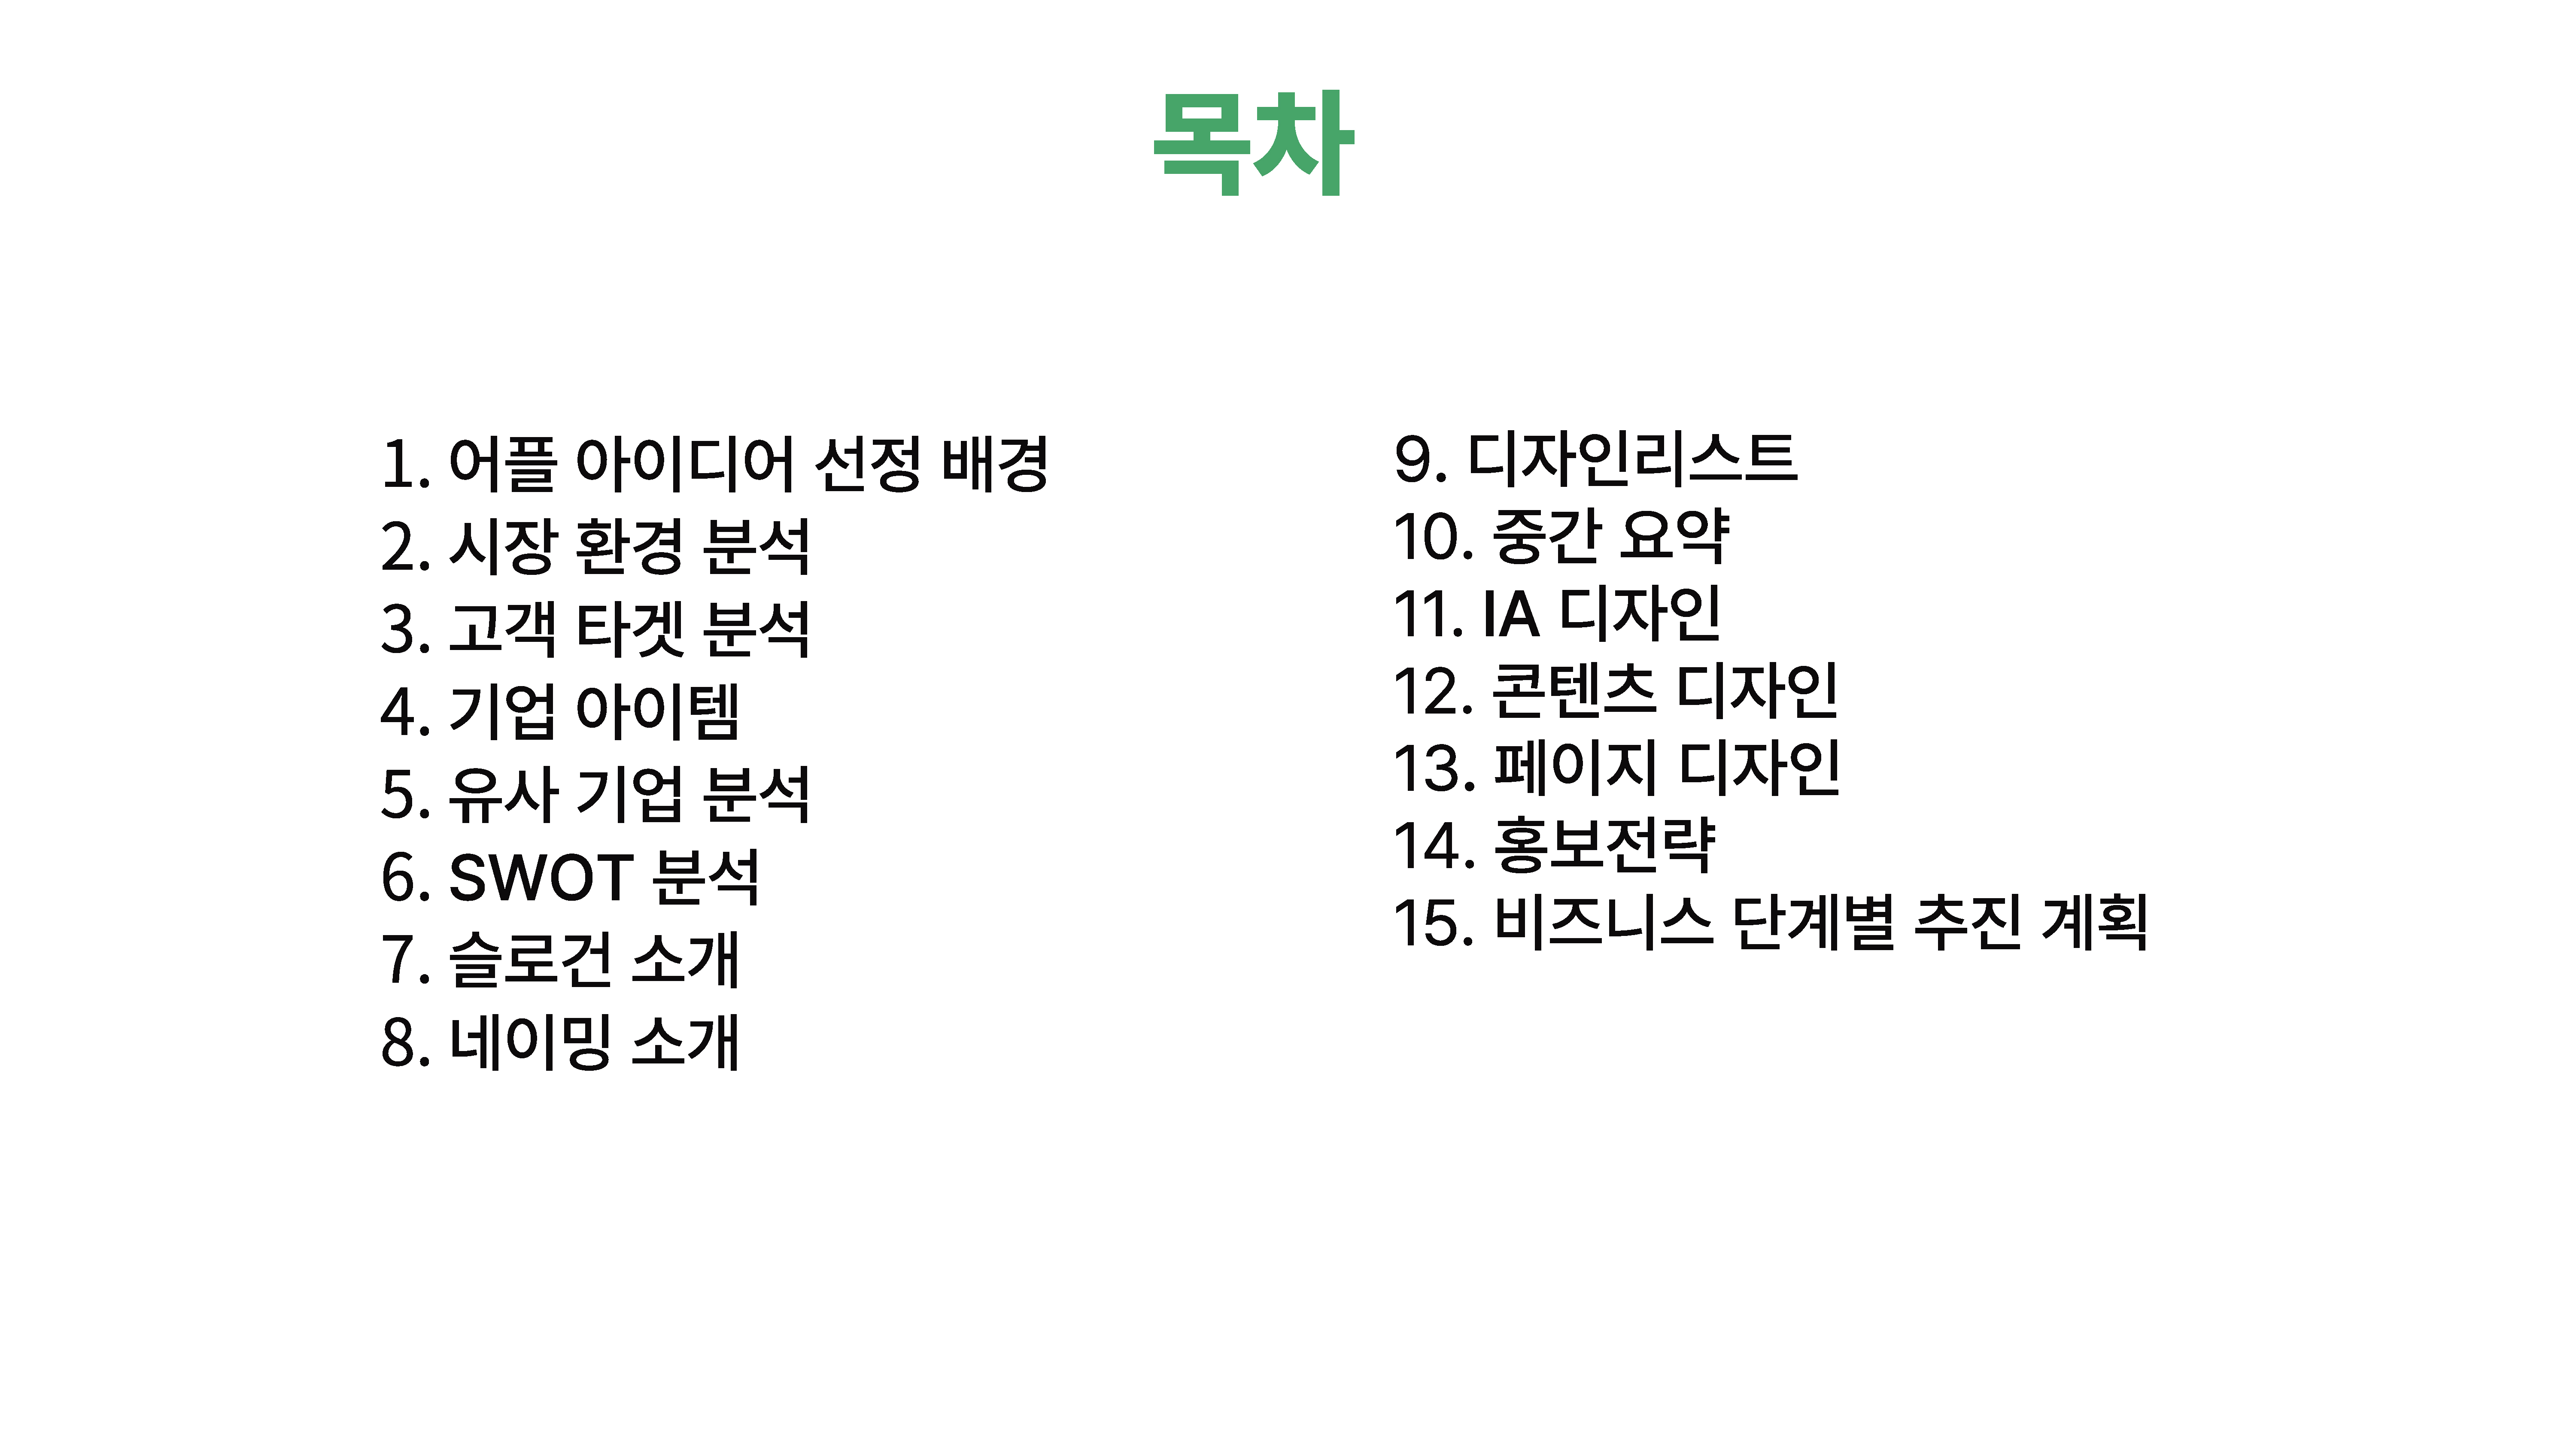 목차
1. 어플 아이디어 선정 배경
2. 시장 환경 분석
3. 고객 타겟 분석
4. 기업 아이템
5. 유사 기업 분석
6. SWOT 분석
7. 슬로건 소개
8. 네이밍 소개
9. 디자인리스트
10. 중간 요약
11. IA 디자인
12. 콘텐츠 디자인
13. 페이지 디자인
14. 홍보전략
15. 비즈니스 단계별 추진 계획